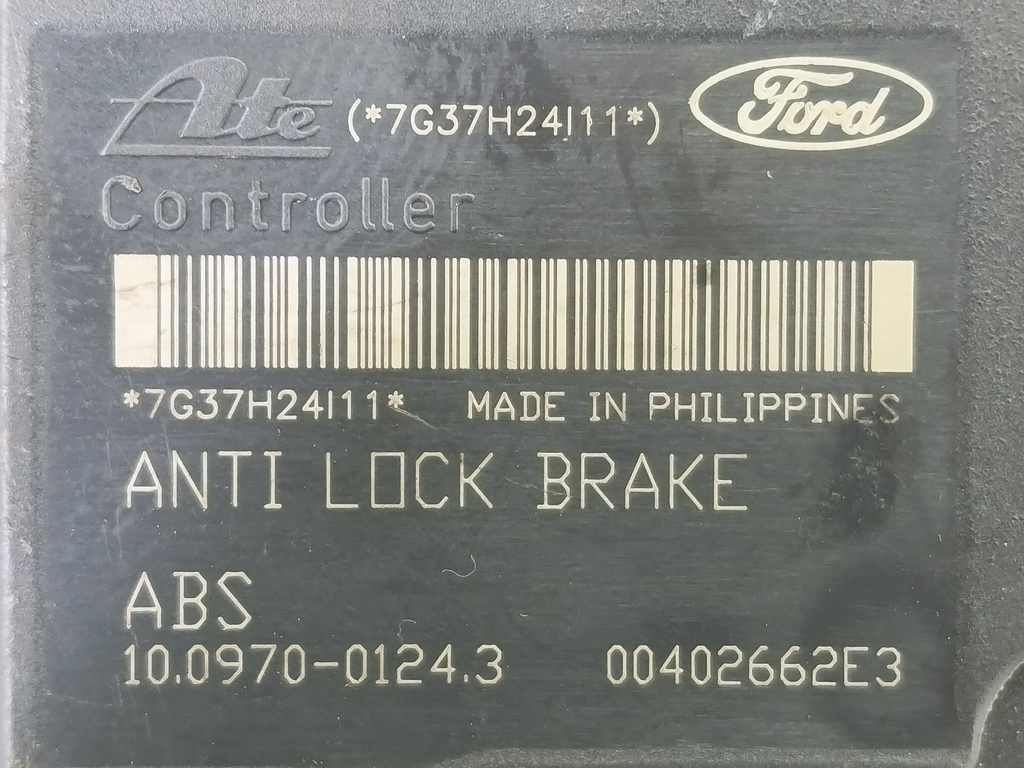 Ate (*7G37H24I11*) Ford
Controller
*7G37H24I11* MADE IN PHILIPPINES
ANTI LOCK BRAKE
ABS
10.0970-0124.3 00402662E3